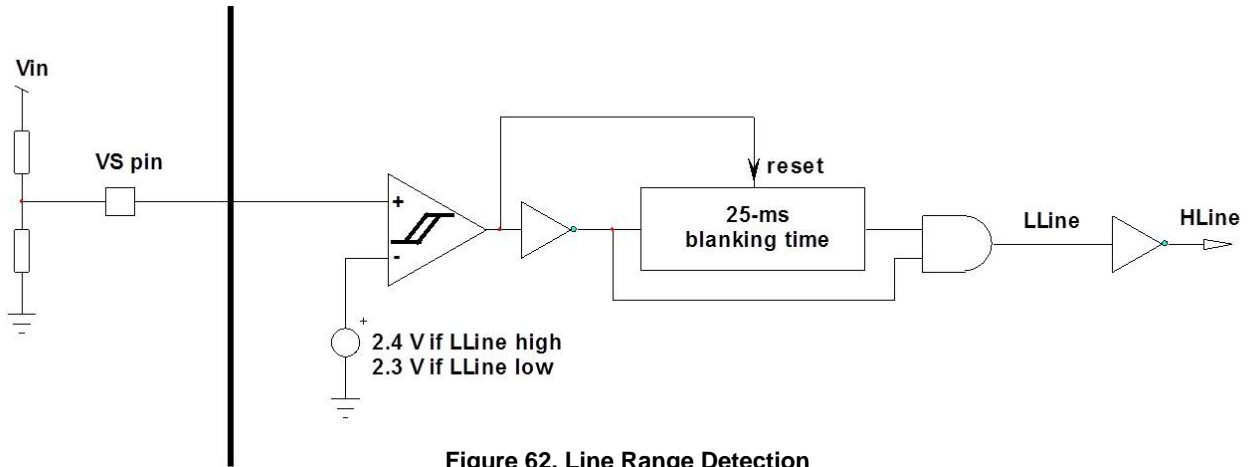 Vin
VS pin
+
-
+
2.4 V if LLine high
2.3 V if LLine low
reset
25-ms
blanking time
LLine
HLine
Figure 62. Line Range Detection